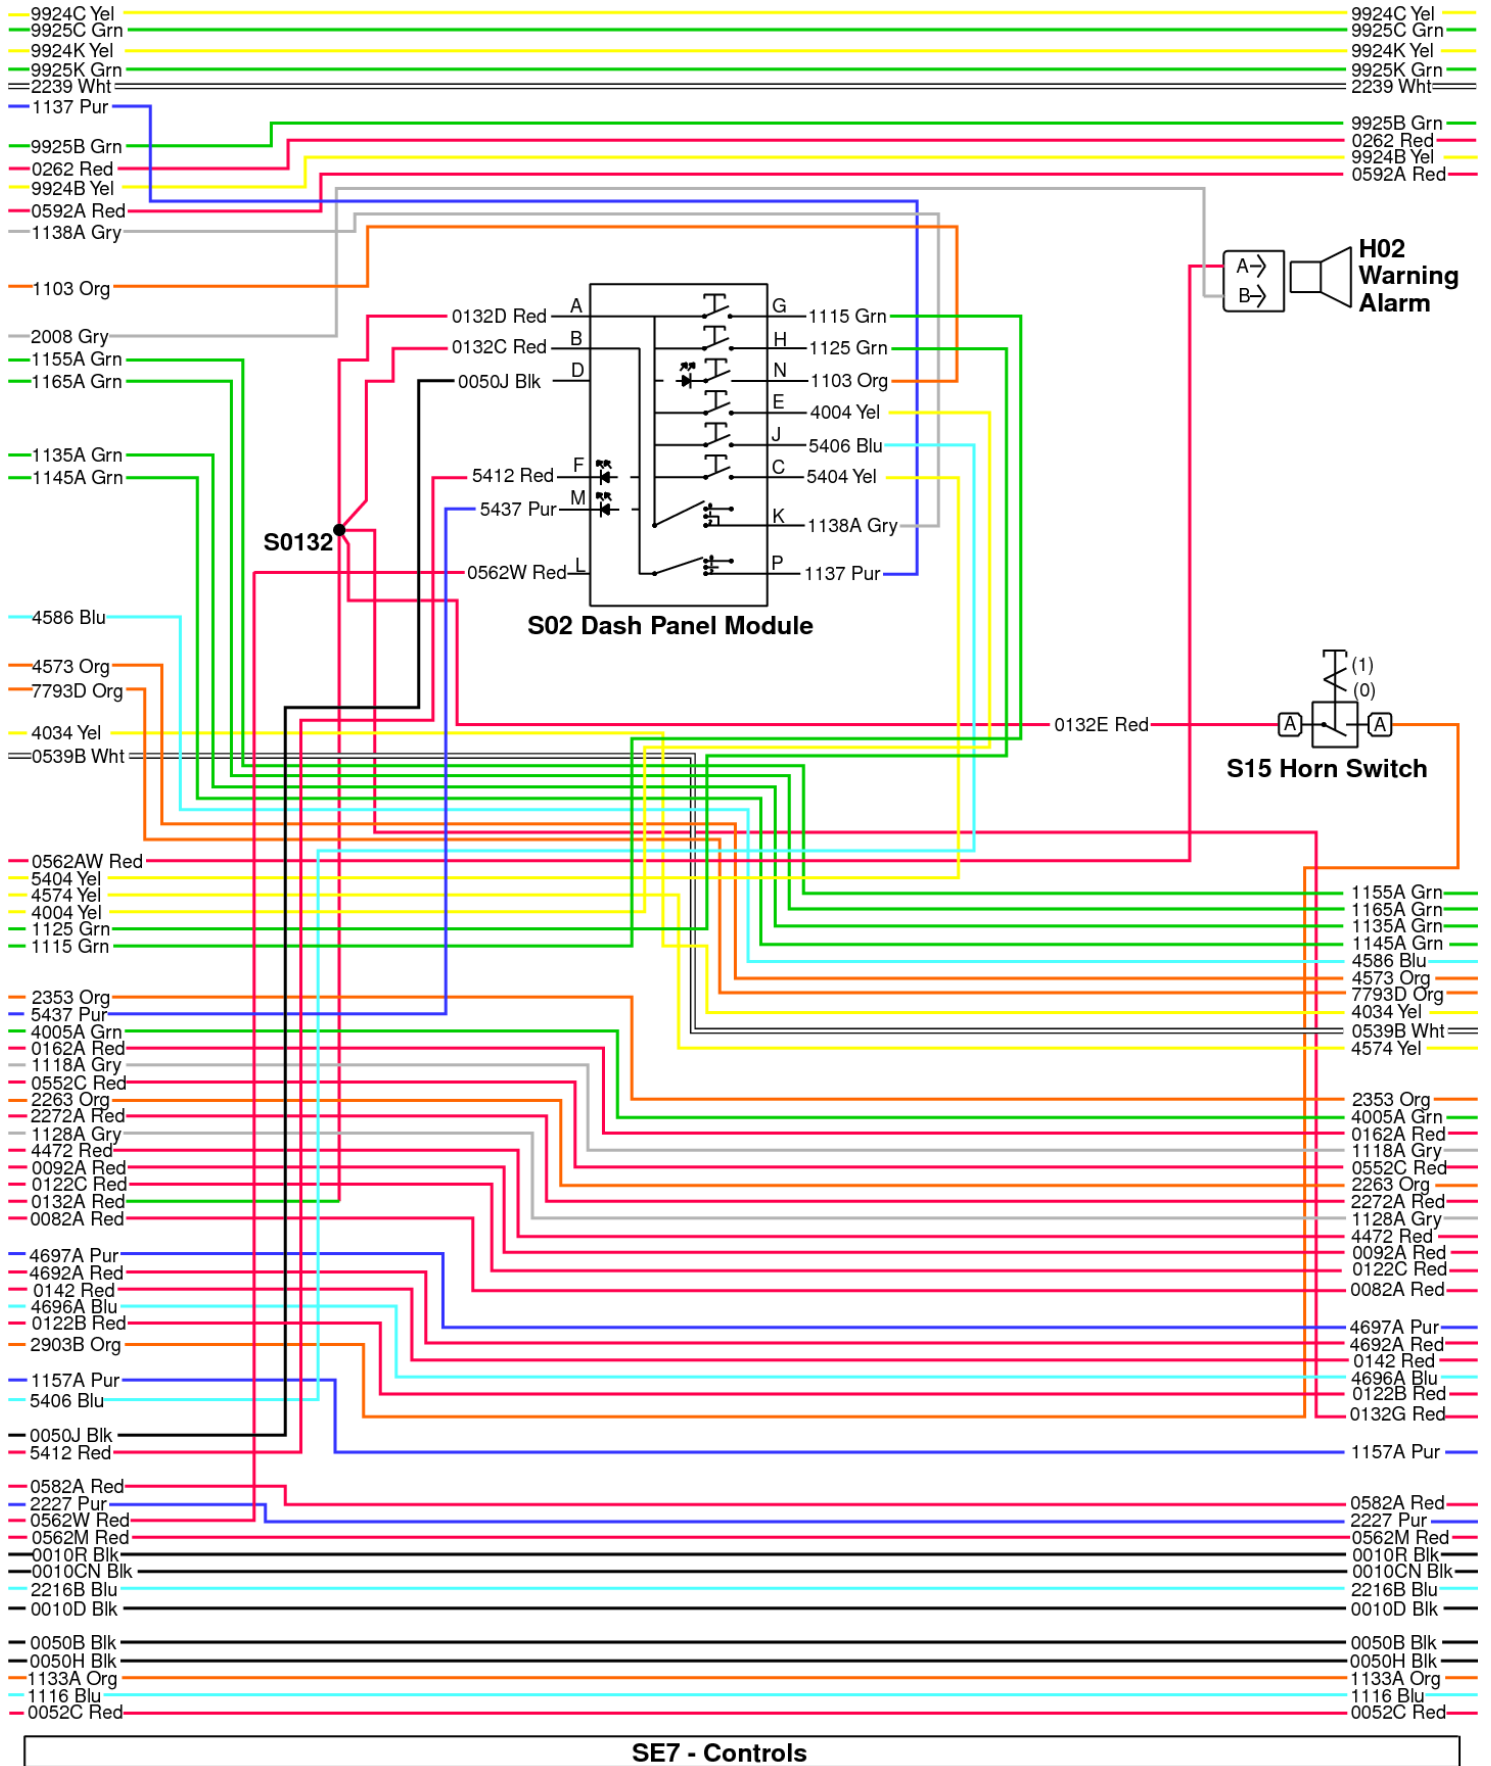 9924C Yel 9924C Yel
9925C Grn 9925C Grn
9924K Yel 9924K Yel
9925K Grn 9925K Grn
2239 Wht 2239 Wht
1137 Pur
9925B Grn
9925B Grn 0262 Red
0262 Red 9924B Yel
9924B Yel 0592A Red
0592A Red
1138A Gry
H02
Warning
Alarm
A
B
1103 Org
2008 Gry
1155A Grn
1165A Grn
1135A Grn
1145A Grn
0132D Red A G 1115 Grn
0132C Red B H 1125 Grn
0050J Blk D N 1103 Org
E 4004 Yel
J 5406 Blu
5412 Red F C 5404 Yel
5437 Pur M K 1138A Gry
S0132
0562W Red L P 1137 Pur
S02 Dash Panel Module
4586 Blu
4573 Org
7793D Org
4034 Yel
0539B Wht
(1)
(0)
0132E Red A A
S15 Horn Switch
0562AW Red
5404 Yel
4574 Yel
4004 Yel
1125 Grn
1115 Grn
1155A Grn
1165A Grn
1135A Grn
1145A Grn
4586 Blu
4573 Org
7793D Org
4034 Yel
0539B Wht
4574 Yel
2353 Org
5437 Pur
4005A Grn
0162A Red
1118A Gry
0552C Red
2263 Org
2272A Red
1128A Gry
4472 Red
0092A Red
0122C Red
0132A Red
0082A Red
2353 Org
4005A Grn
0162A Red
1118A Gry
0552C Red
2263 Org
2272A Red
1128A Gry
4472 Red
0092A Red
0122C Red
0082A Red
4697A Pur
4692A Red
0142 Red
4696A Blu
0122B Red
2903B Org
1157A Pur
5406 Blu
0050J Blk
5412 Red
4697A Pur
4692A Red
0142 Red
4696A Blu
0122B Red
0132G Red
1157A Pur
0582A Red 0582A Red
2227 Pur 2227 Pur
0562W Red
0562M Red 0562M Red
0010R Blk 0010R Blk
0010CN Blk 0010CN Blk
2216B Blu 2216B Blu
0010D Blk 0010D Blk
0050B Blk 0050B Blk
0050H Blk 0050H Blk
1133A Org 1133A Org
1116 Blu 1116 Blu
0052C Red 0052C Red
SE7 - Controls